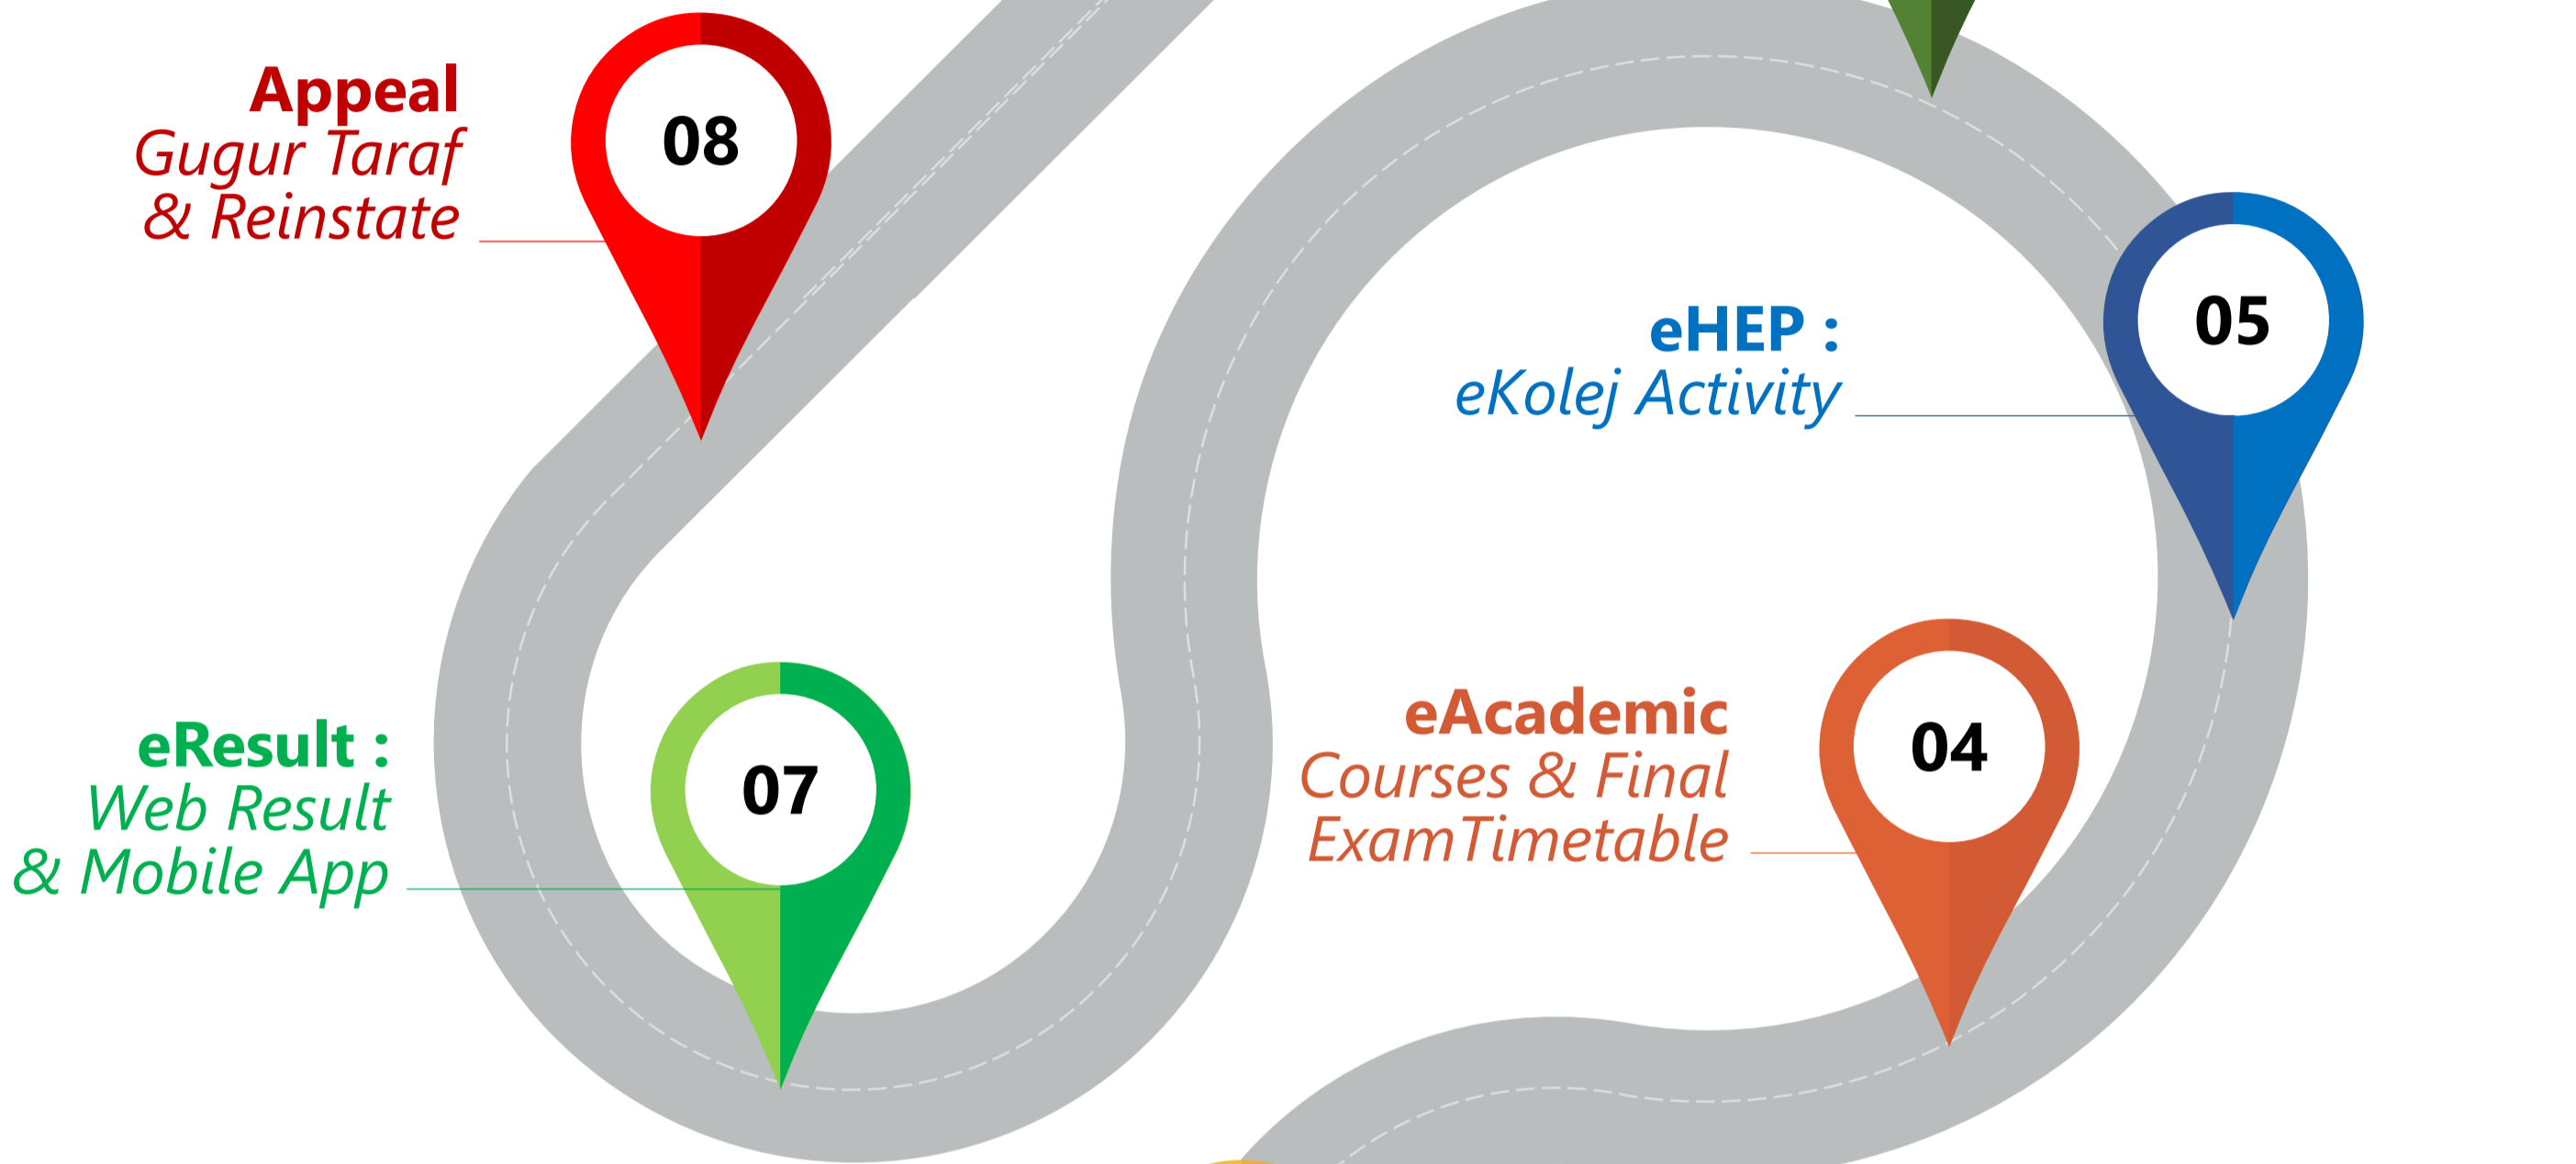 Appeal
Gugur Taraf
& Reinstate
08
eHEP :
eKolej Activity
05
eResult :
Web Result
& Mobile App
07
eAcademic
Courses & Final
ExamTimetable
04